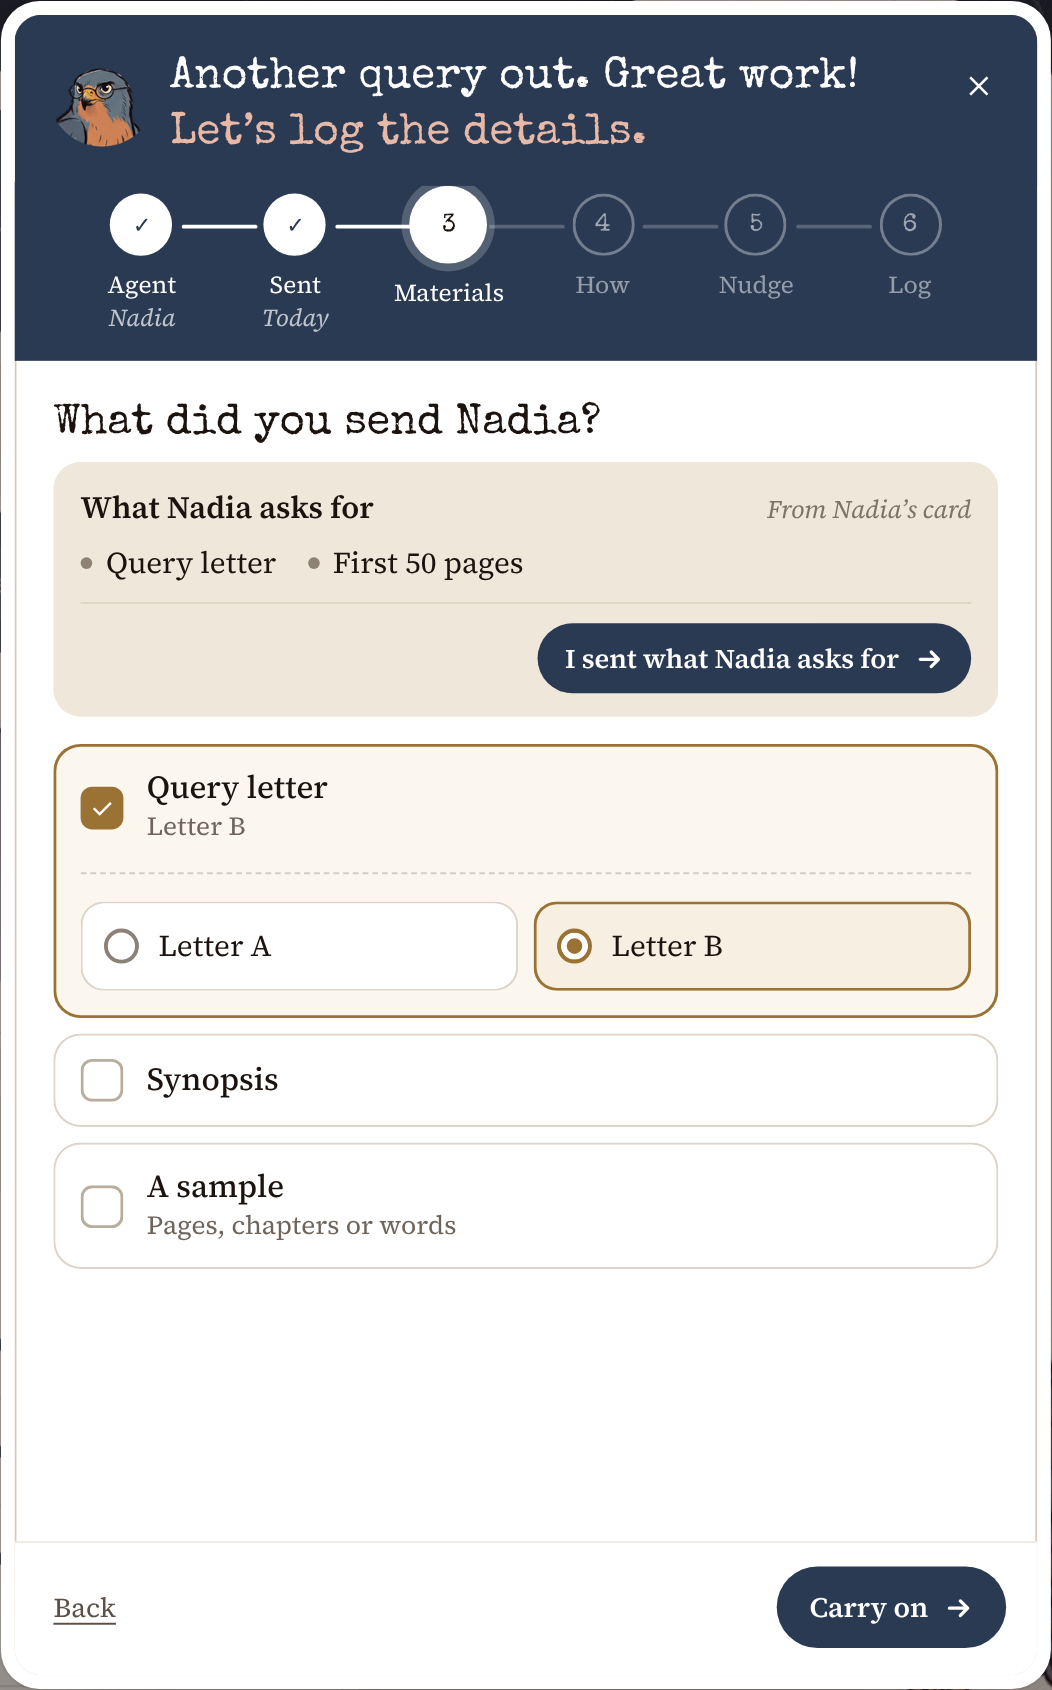 Another query out. Great work!
Let’s log the details.
✓ ✓ 3 4 5 6
Agent Sent Materials How Nudge Log
Nadia Today
What did you send Nadia?
What Nadia asks for From Nadia’s card
• Query letter • First 50 pages
I sent what Nadia asks for →
Query letter
Letter B
Letter A Letter B
Synopsis
A sample
Pages, chapters or words
Back Carry on →